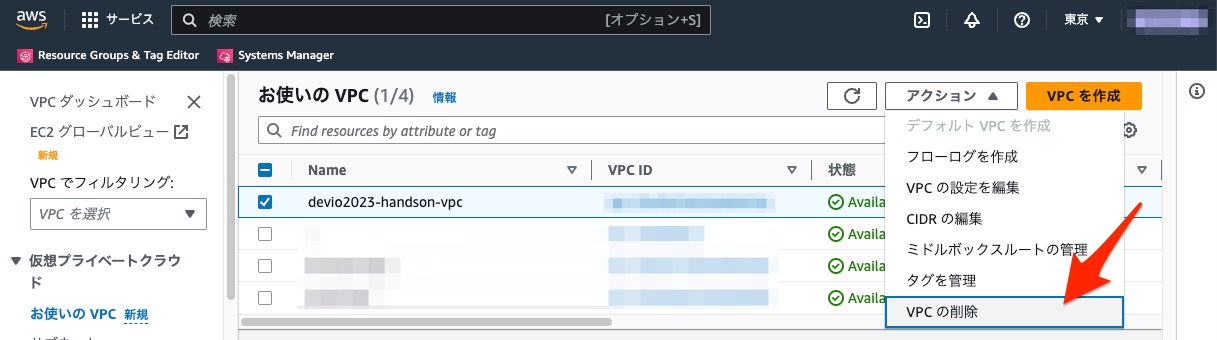 aws
サービス
検索
[オプション+S]
東京
Resource Groups & Tag Editor
Systems Manager
VPC ダッシュボード
EC2 グローバルビュー
新規
VPC でフィルタリング:
VPC を選択
仮想プライベートクラウ
ド
お使いの VPC 新規
お使いの VPC (1/4) 情報
アクション
VPC を作成
Find resources by attribute or tag
Name
VPC ID
状態
devio2023-handson-vpc
Availa
Availa
Availa
Availa
デフォルト VPC を作成
フローログを作成
VPC の設定を編集
CIDR の編集
ミドルボックスルートの管理
タグを管理
VPC の削除